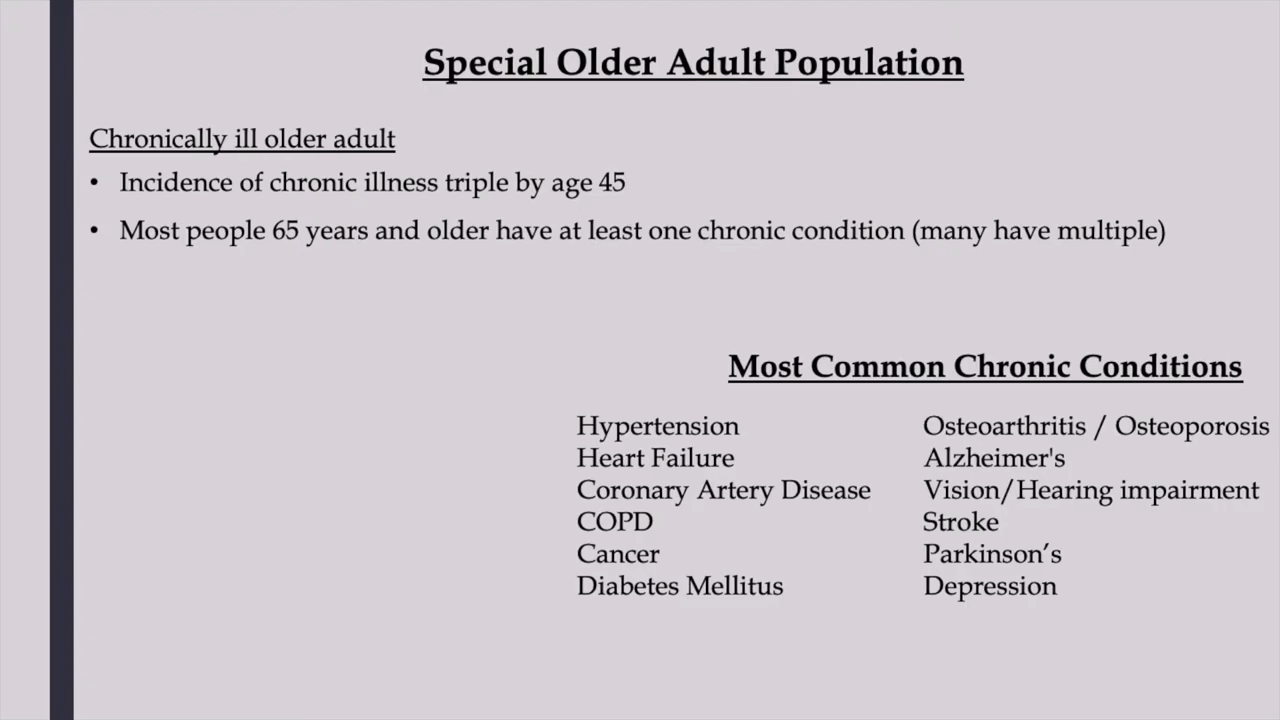 Special Older Adult Population
Chronically ill older adult
• Incidence of chronic illness triple by age 45
• Most people 65 years and older have at least one chronic condition (many have multiple)
Most Common Chronic Conditions
Hypertension
Heart Failure
Coronary Artery Disease
COPD
Cancer
Diabetes Mellitus
Osteoarthritis / Osteoporosis
Alzheimer's
Vision/Hearing impairment
Stroke
Parkinson’s
Depression